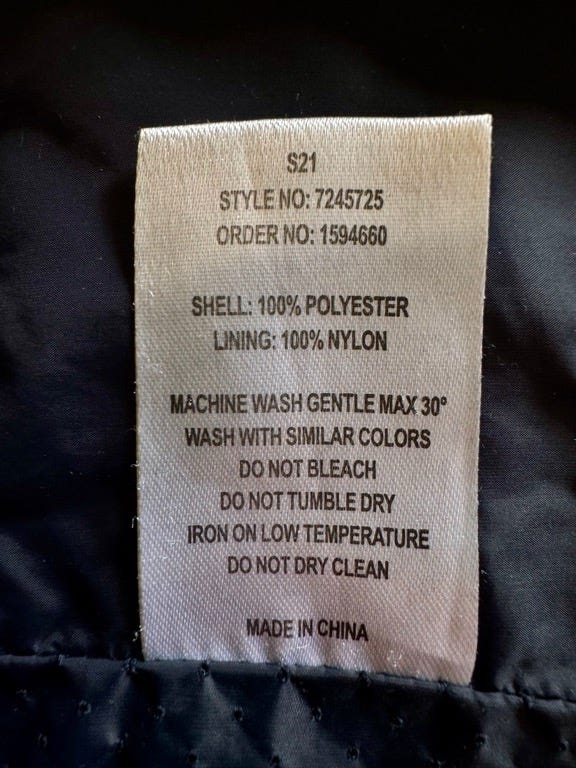 S21
STYLE NO: 7245725
ORDER NO: 1594660
SHELL: 100% POLYESTER
LINING: 100% NYLON
MACHINE WASH GENTLE MAX 30°
WASH WITH SIMILAR COLORS
DO NOT BLEACH
DO NOT TUMBLE DRY
IRON ON LOW TEMPERATURE
DO NOT DRY CLEAN
MADE IN CHINA